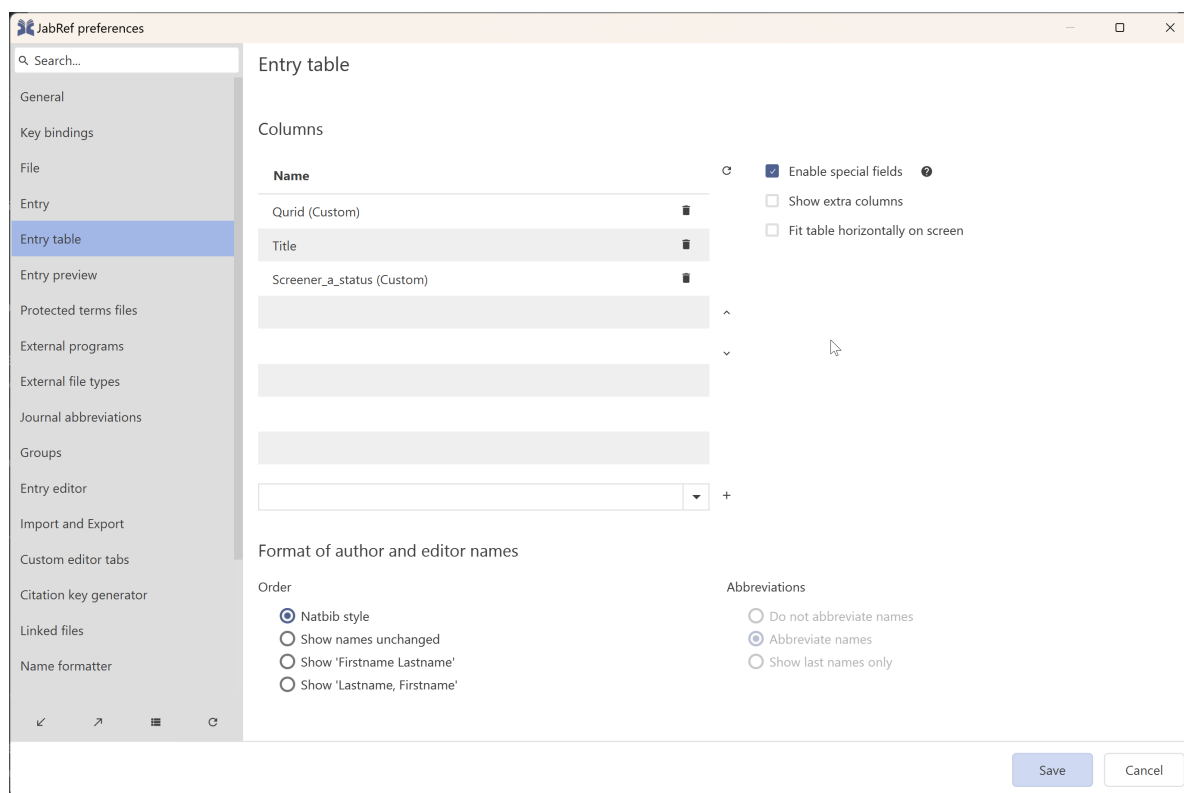 JabRef preferences
Search...
General
Key bindings
File
Entry
Entry table
Entry preview
Protected terms files
External programs
External file types
Journal abbreviations
Groups
Entry editor
Import and Export
Custom editor tabs
Citation key generator
Linked files
Name formatter
Entry table
Columns
Name
Qurid (Custom)
Title
Screener_a_status (Custom)
Enable special fields
Show extra columns
Fit table horizontally on screen
Format of author and editor names
Order
Natbib style
Show names unchanged
Show 'Firstname Lastname'
Show 'Lastname, Firstname'
Abbreviations
Do not abbreviate names
Abbreviate names
Show last names only
Save
Cancel